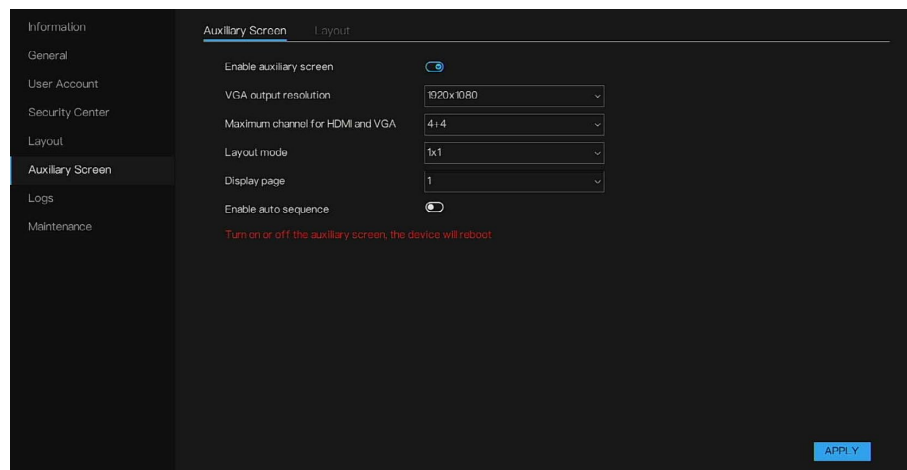 Information
General
User Account
Security Center
Layout
Auxiliary Screen
Logs
Maintenance
Auxiliary Screen Layout
Enable auxiliary screen
VGA output resolution 1920x1080
Maximum channel for HDMI and VGA 4+4
Layout mode 1x1
Display page 1
Enable auto sequence
Turn on or off the auxiliary screen, the device will reboot
APPLY